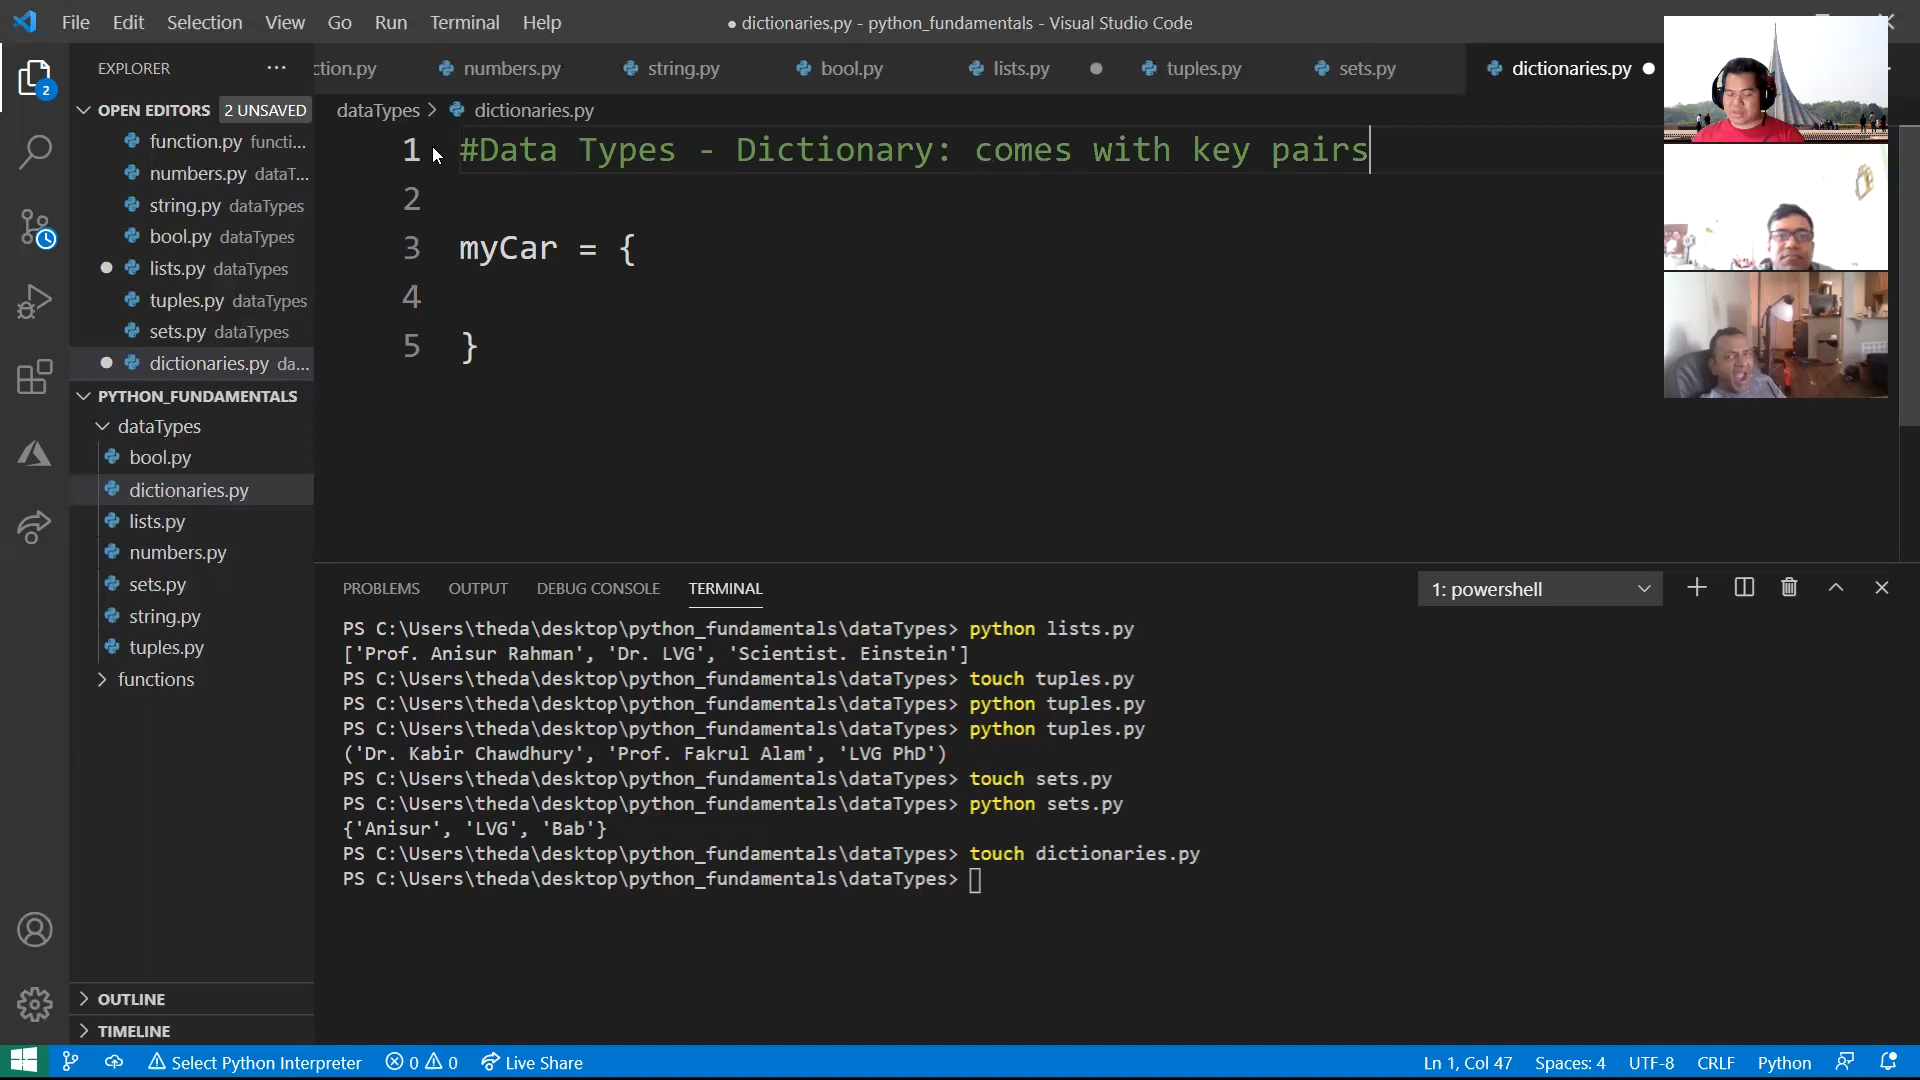 File Edit Selection View Go Run Terminal Help
● dictionaries.py - python_fundamentals - Visual Studio Code
EXPLORER
ction.py numbers.py string.py bool.py lists.py tuples.py sets.py dictionaries.py
OPEN EDITORS 2 UNSAVED
function.py functi...
numbers.py dataT...
string.py dataTypes
bool.py dataTypes
lists.py dataTypes
tuples.py dataTypes
sets.py dataTypes
dictionaries.py da...
PYTHON_FUNDAMENTALS
dataTypes
bool.py
dictionaries.py
lists.py
numbers.py
sets.py
string.py
tuples.py
functions
OUTLINE
TIMELINE
2
dataTypes > dictionaries.py
1 #Data Types - Dictionary: comes with key pairs
2
3 myCar = {
4
5 }
PROBLEMS OUTPUT DEBUG CONSOLE TERMINAL
1: powershell
PS C:\Users\theda\desktop\python_fundamentals\dataTypes> python lists.py
['Prof. Anisur Rahman', 'Dr. LVG', 'Scientist. Einstein']
PS C:\Users\theda\desktop\python_fundamentals\dataTypes> touch tuples.py
PS C:\Users\theda\desktop\python_fundamentals\dataTypes> python tuples.py
PS C:\Users\theda\desktop\python_fundamentals\dataTypes> python tuples.py
('Dr. Kabir Chawdhury', 'Prof. Fakrul Alam', 'LVG PhD')
PS C:\Users\theda\desktop\python_fundamentals\dataTypes> touch sets.py
PS C:\Users\theda\desktop\python_fundamentals\dataTypes> python sets.py
{'Anisur', 'LVG', 'Bab'}
PS C:\Users\theda\desktop\python_fundamentals\dataTypes> touch dictionaries.py
PS C:\Users\theda\desktop\python_fundamentals\dataTypes>
Select Python Interpreter 0 0 Live Share
Ln 1, Col 47 Spaces: 4 UTF-8 CRLF Python